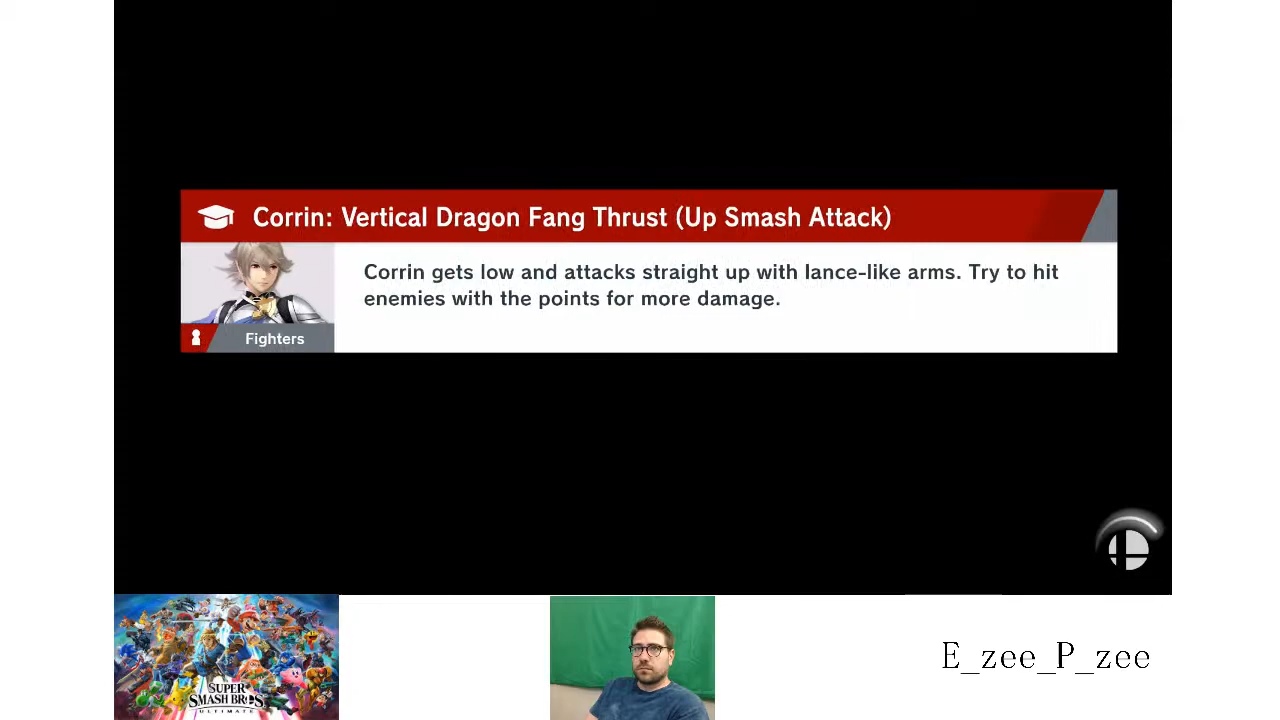 Corrin: Vertical Dragon Fang Thrust (Up Smash Attack)
Corrin gets low and attacks straight up with lance-like arms. Try to hit
enemies with the points for more damage.
Fighters
SUPER
SMASH BROS.
ULTIMATE
E_zee_P_zee